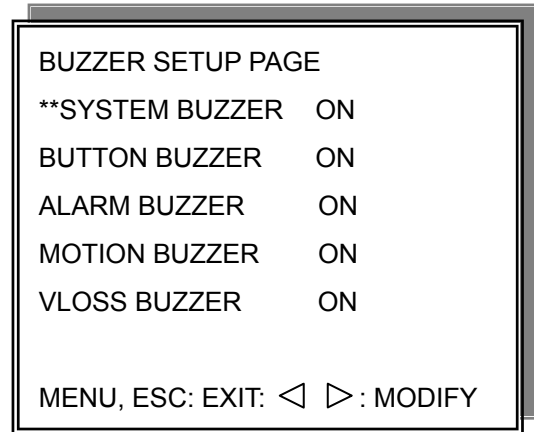 BUZZER SETUP PAGE
**SYSTEM BUZZER ON
BUTTON BUZZER ON
ALARM BUZZER ON
MOTION BUZZER ON
VLOSS BUZZER ON
MENU, ESC: EXIT: ◁ ▷ : MODIFY